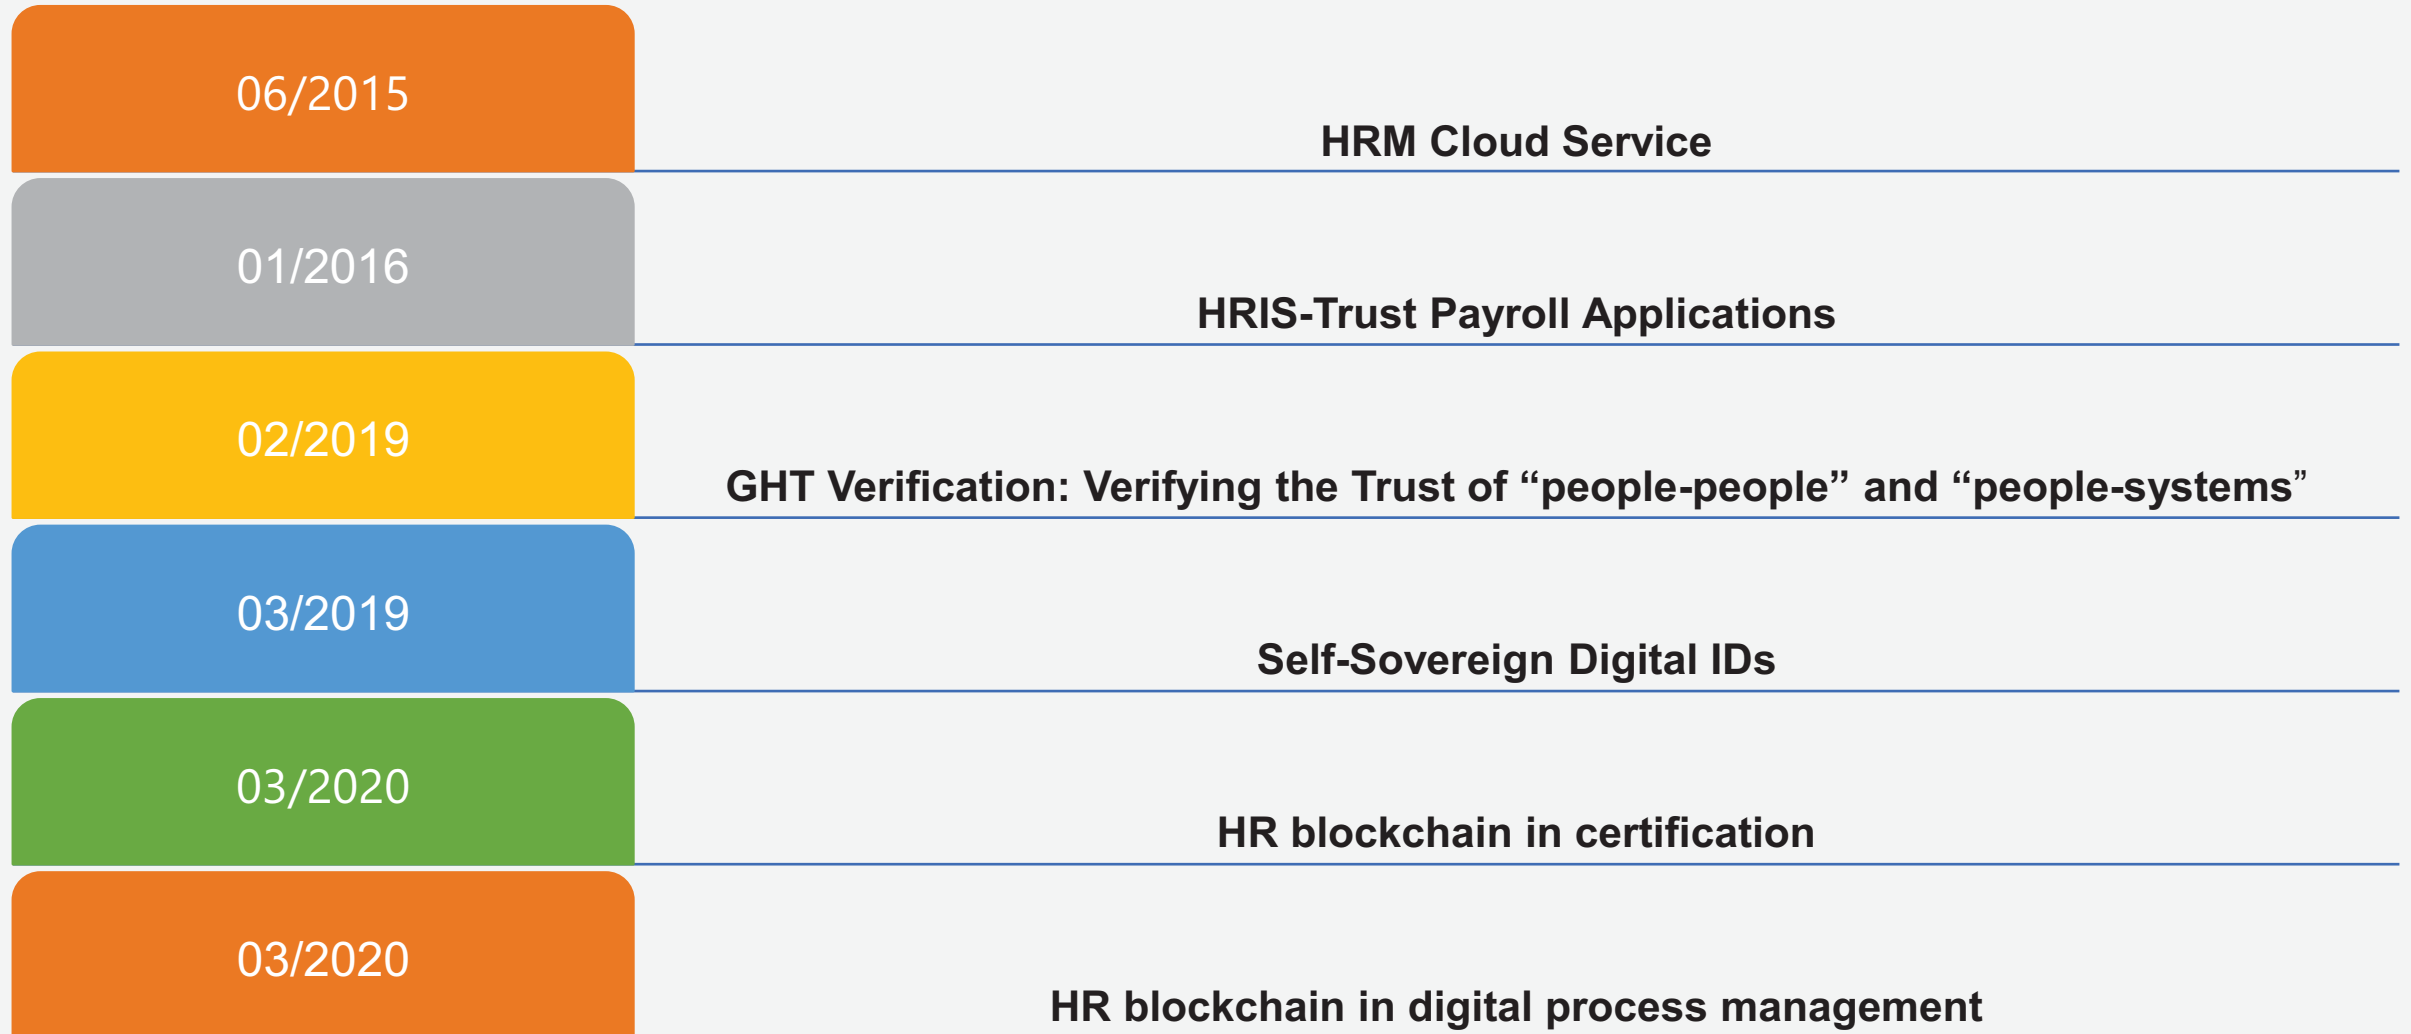 06/2015
HRM Cloud Service
01/2016
HRIS-Trust Payroll Applications
02/2019
GHT Verification: Verifying the Trust of “people-people” and “people-systems”
03/2019
Self-Sovereign Digital IDs
03/2020
HR blockchain in certification
03/2020
HR blockchain in digital process management